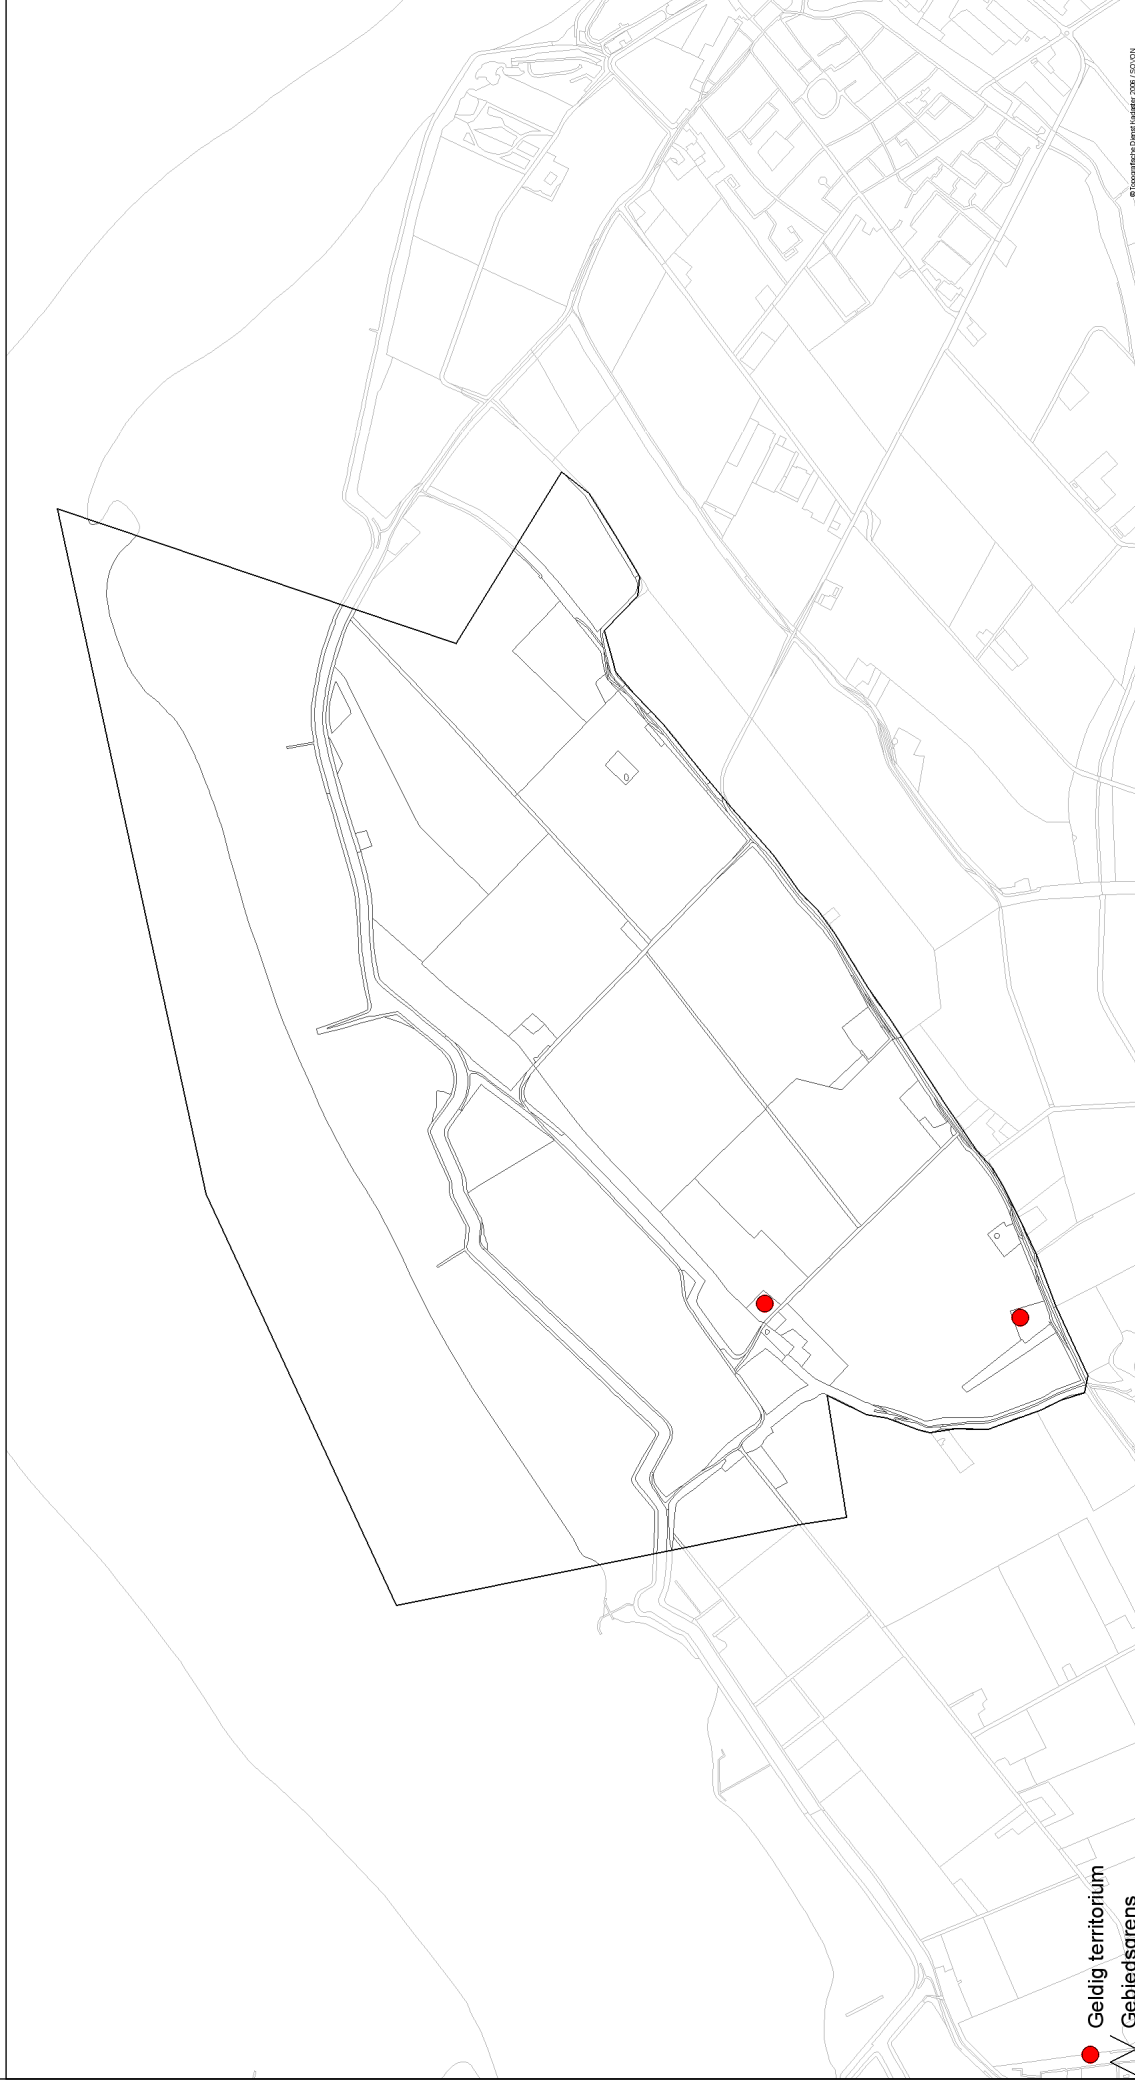 © Topografische Dienst Kadaster 2006 / SOVON
Geldig territorium
Gebiedsgrens